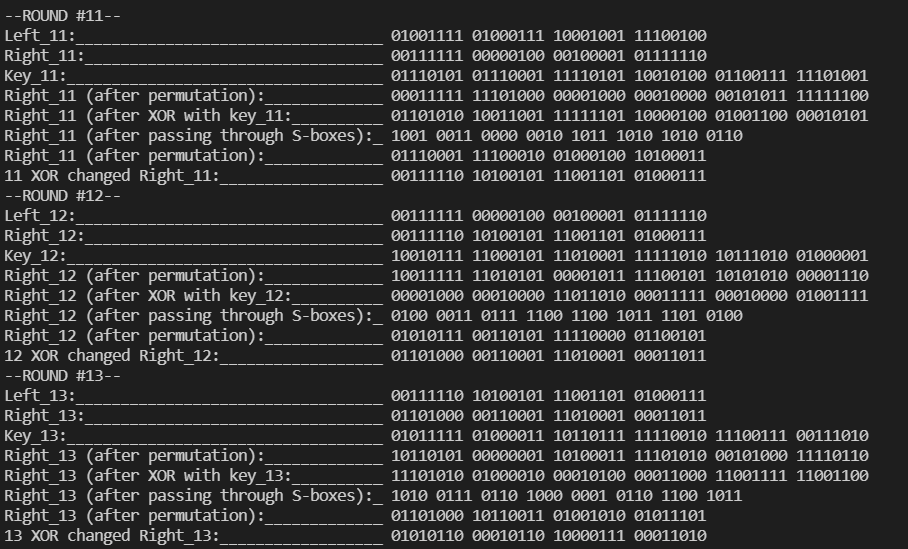 --ROUND #11--
Left_11:__________________________________ 01001111 01000111 10001001 11100100
Right_11:_________________________________ 00111111 00000100 00100001 01111110
Key_11:___________________________________ 01110101 01110001 11110101 10010100 01100111 11101001
Right_11 (after permutation):_____________ 00011111 11101000 00001000 00010000 00101011 11111100
Right_11 (after XOR with key_11:__________ 01101010 10011001 11111101 10000100 01001100 00010101
Right_11 (after passing through S-boxes):_ 1001 0011 0000 0010 1011 1010 1010 0110
Right_11 (after permutation):_____________ 01110001 11100010 01000100 10100011
11 XOR changed Right_11:__________________ 00111110 10100101 11001101 01000111
--ROUND #12--
Left_12:__________________________________ 00111111 00000100 00100001 01111110
Right_12:_________________________________ 00111110 10100101 11001101 01000111
Key_12:___________________________________ 10010111 11000101 11010001 11111010 10111010 01000001
Right_12 (after permutation):_____________ 10011111 11010101 00001011 11100101 10101010 00001110
Right_12 (after XOR with key_12:__________ 00001000 00010000 11011010 00011111 00010000 01001111
Right_12 (after passing through S-boxes):_ 0100 0011 0111 1100 1100 1011 1101 0100
Right_12 (after permutation):_____________ 01010111 00110101 11110000 01100101
12 XOR changed Right_12:__________________ 01101000 00110001 11010001 00011011
--ROUND #13--
Left_13:__________________________________ 00111110 10100101 11001101 01000111
Right_13:_________________________________ 01101000 00110001 11010001 00011011
Key_13:___________________________________ 01011111 01000011 10110111 11110010 11100111 00111010
Right_13 (after permutation):_____________ 10110101 00000001 10100011 11101010 00101000 11110110
Right_13 (after XOR with key_13:__________ 11101010 01000010 00010100 00011000 11001111 11001100
Right_13 (after passing through S-boxes):_ 1010 0111 0110 1000 0001 0110 1100 1011
Right_13 (after permutation):_____________ 01101000 10110011 01001010 01011101
13 XOR changed Right_13:__________________ 01010110 00010110 10000111 00011010